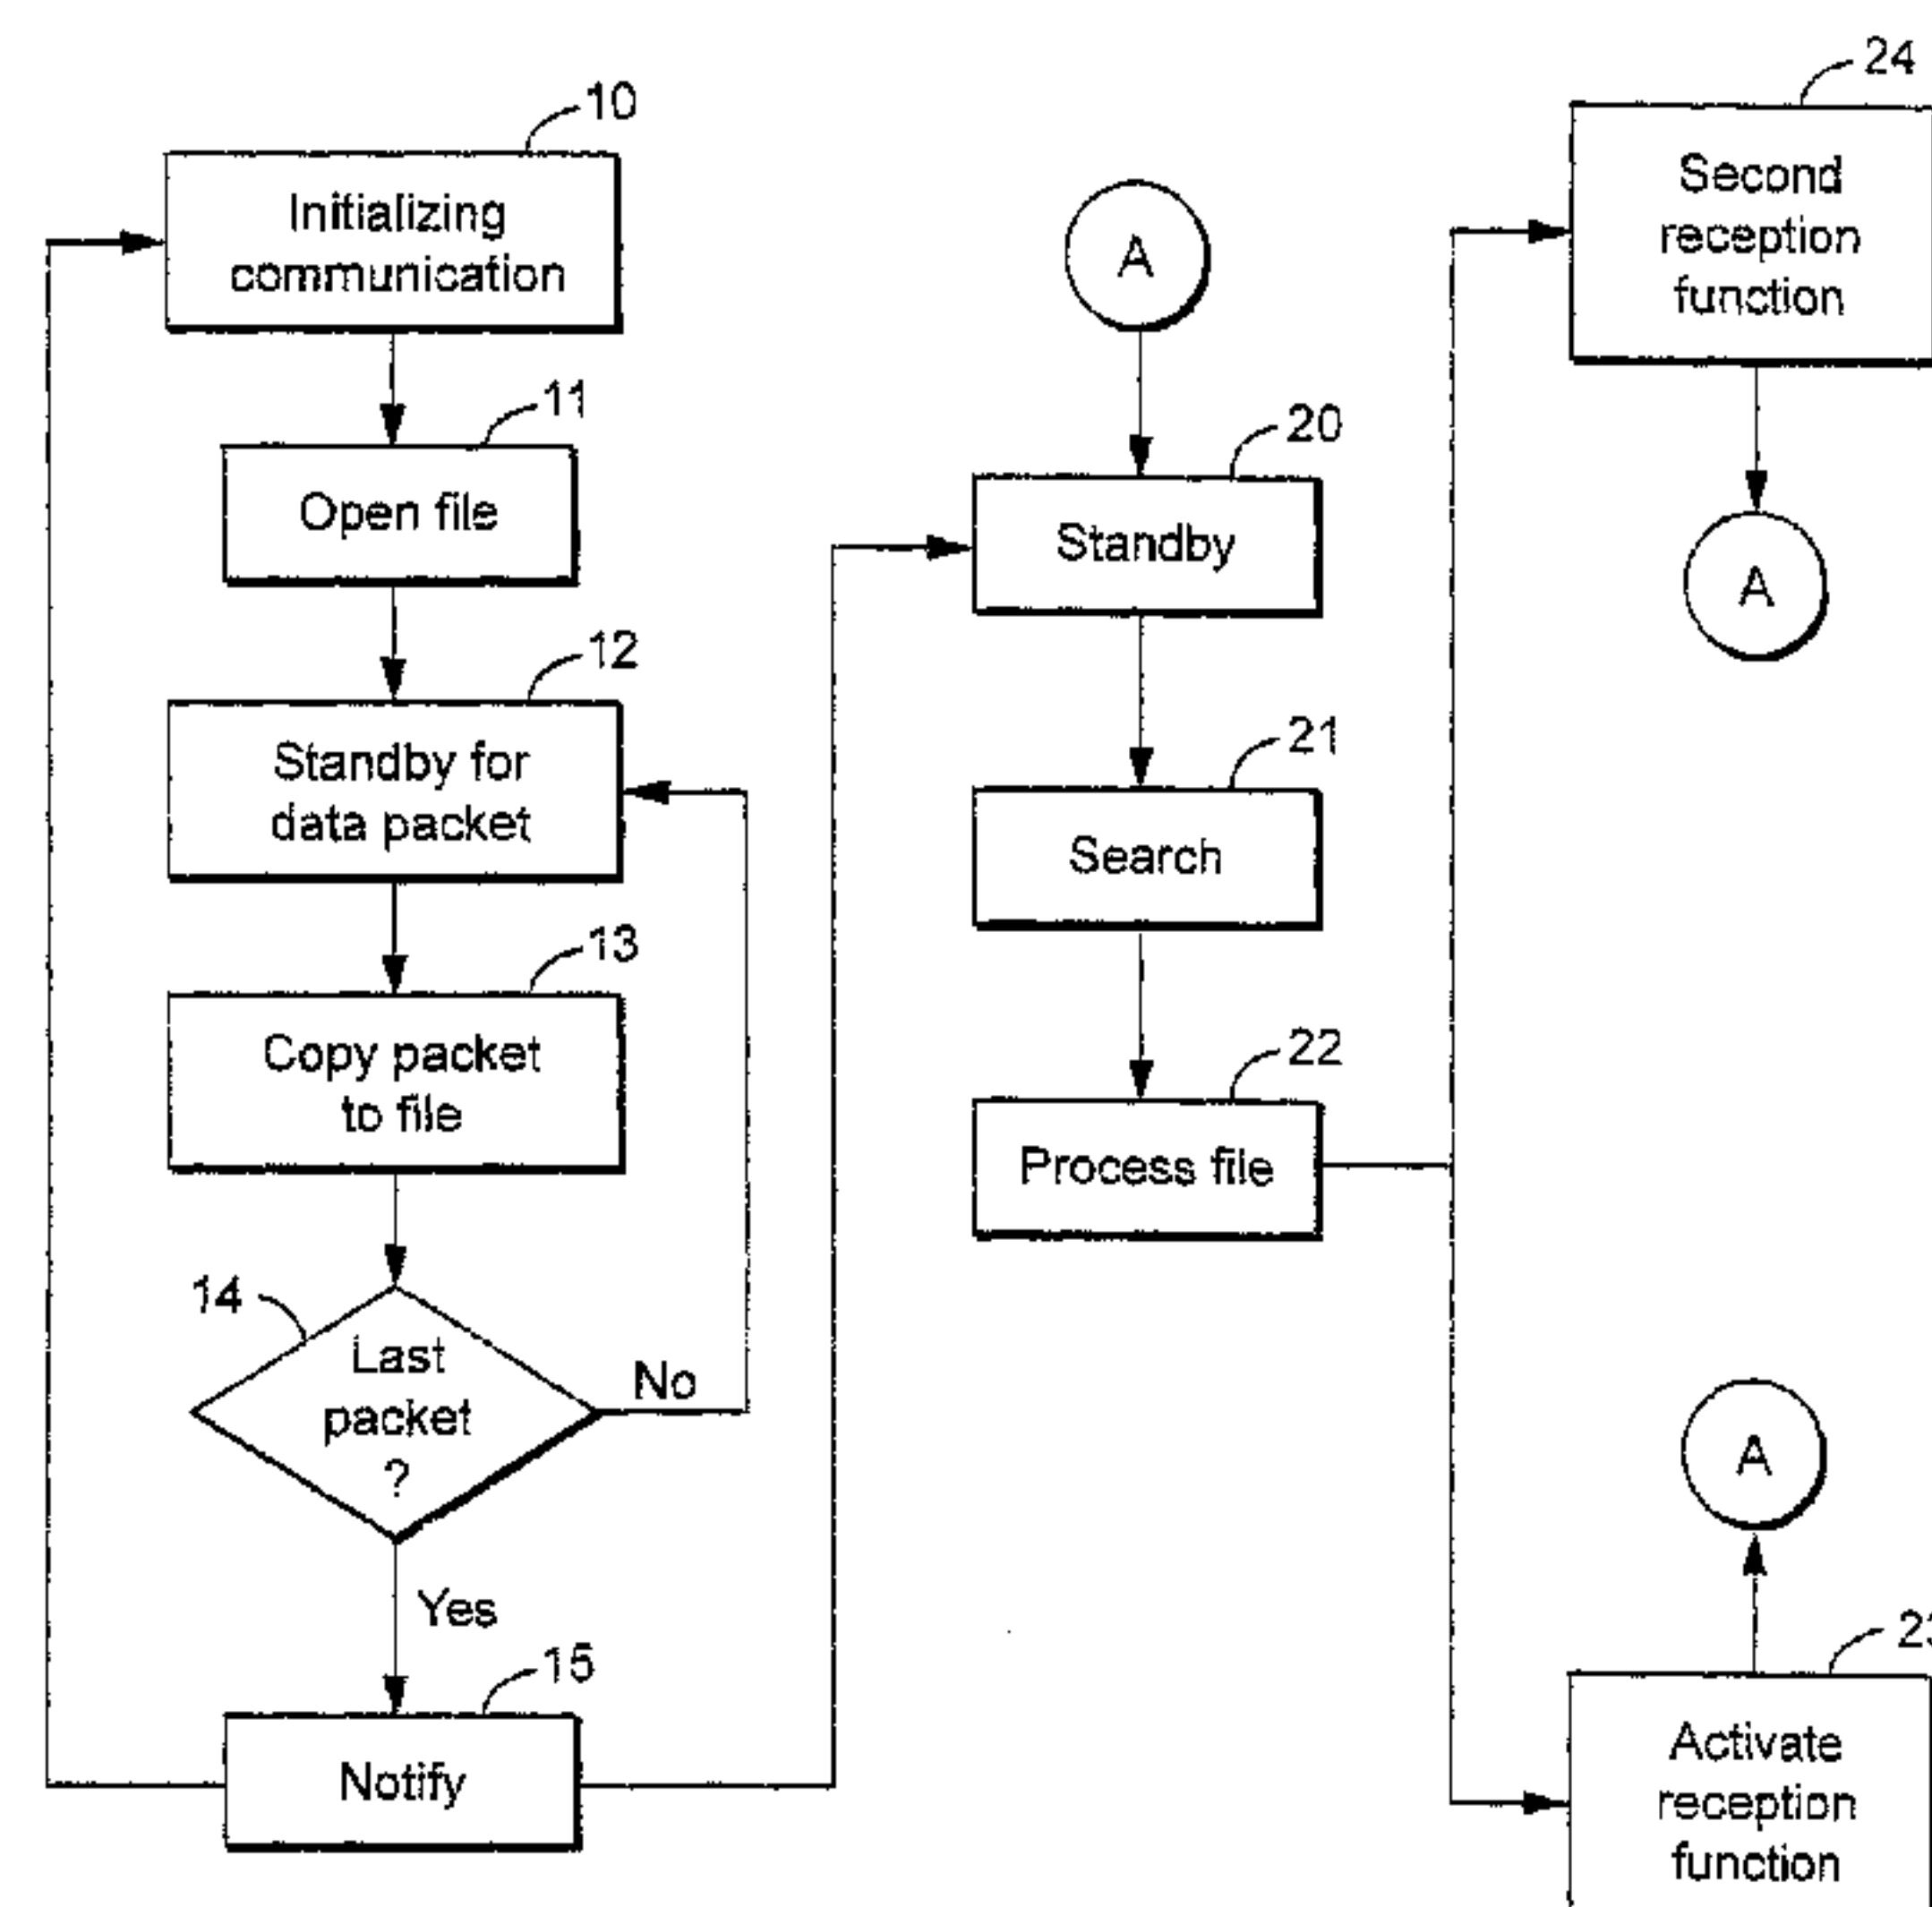 10
Initializing
communication
11
Open file
12
Standby for
data packet
13
Copy packet
to file
14
Last
packet
?
No
Yes
15
Notify
A
20
Standby
21
Search
22
Process file
24
Second
reception
function
A
A
Activate
reception
function